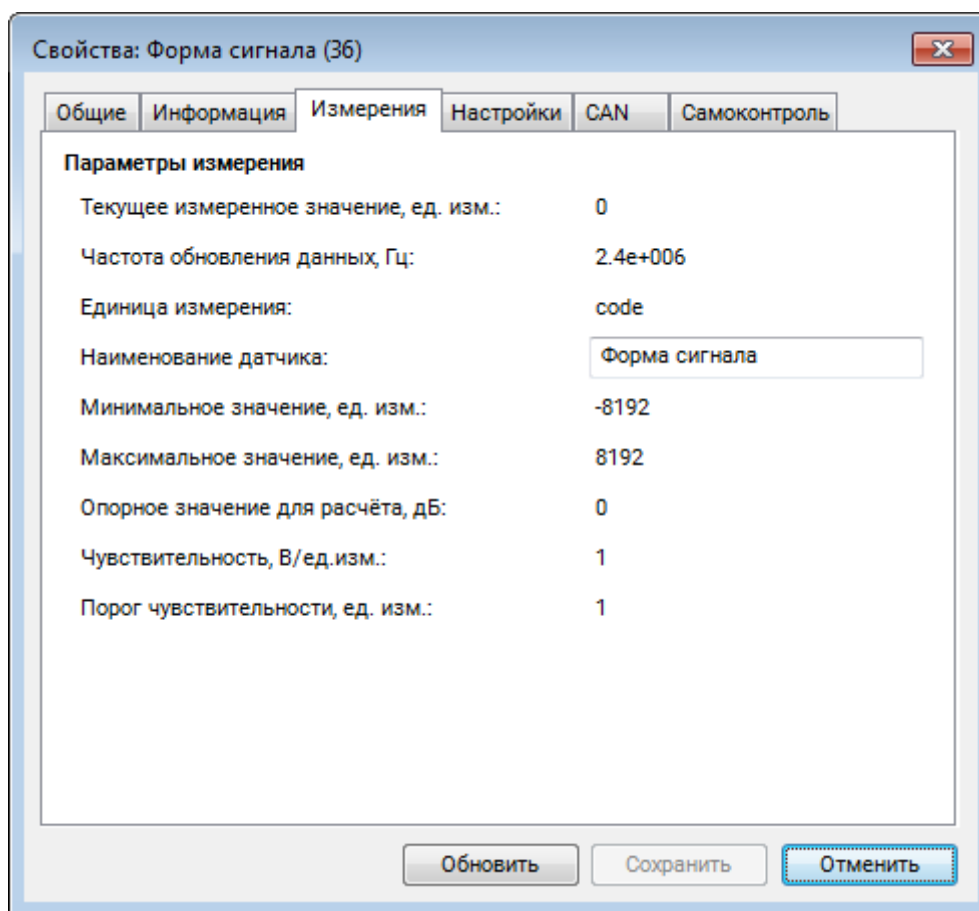 Свойства: Форма сигнала (36)
Общие Информация Измерения Настройки CAN Самоконтроль
Параметры измерения
Текущее измеренное значение, ед. изм.: 0
Частота обновления данных, Гц: 2.4e+006
Единица измерения: code
Наименование датчика: Форма сигнала
Минимальное значение, ед. изм.: -8192
Максимальное значение, ед. изм.: 8192
Опорное значение для расчёта, дБ: 0
Чувствительность, В/ед.изм.: 1
Порог чувствительности, ед. изм.: 1
Обновить Сохранить Отменить